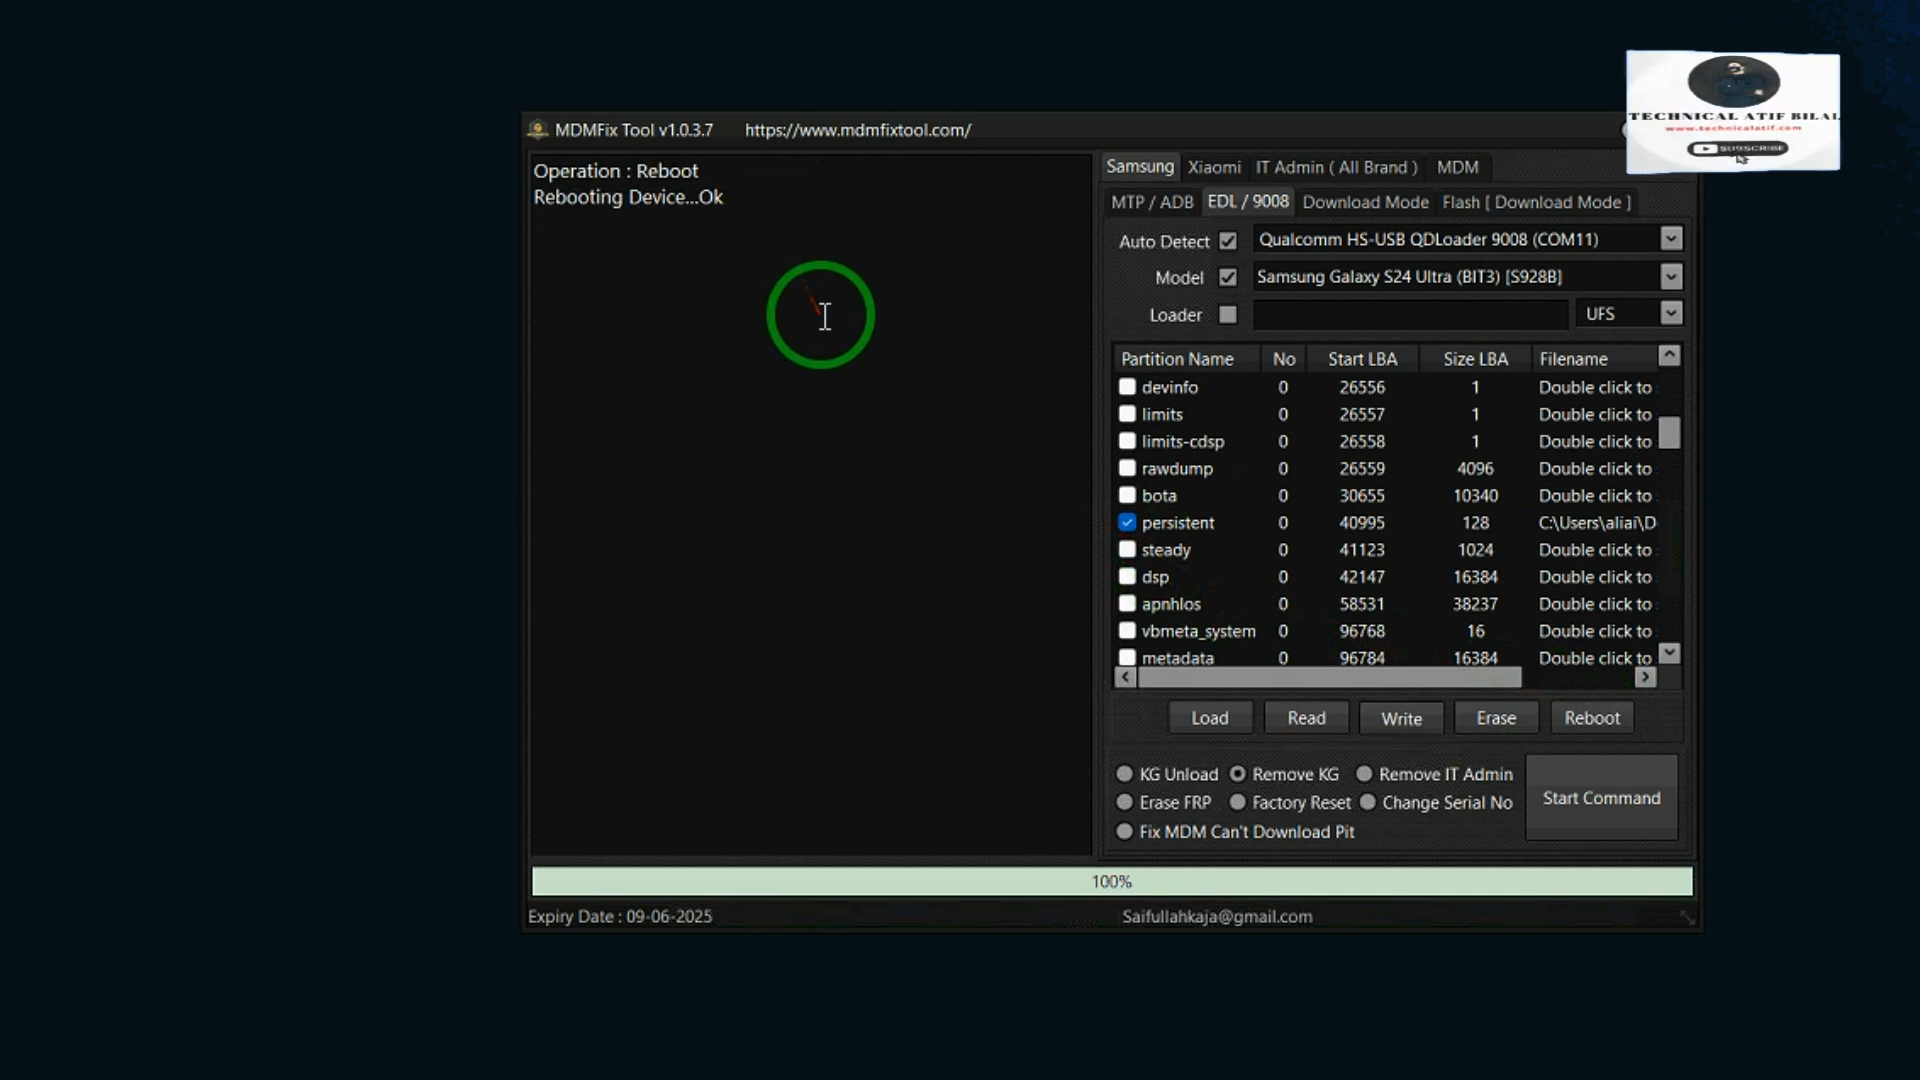 TECHNICAL ATIF BILAL
www.technicalatif.com
SUBSCRIBE
MDMFix Tool v1.0.3.7 https://www.mdmfixtool.com/
Operation : Reboot
Rebooting Device...Ok
Samsung Xiaomi IT Admin ( All Brand ) MDM
MTP / ADB EDL / 9008 Download Mode Flash [ Download Mode ]
Auto Detect Qualcomm HS-USB QDLoader 9008 (COM11)
Model Samsung Galaxy S24 Ultra (BIT3) [S928B]
Loader UFS
Partition Name No Start LBA Size LBA Filename
devinfo 0 26556 1 Double click to
limits 0 26557 1 Double click to
limits-cdsp 0 26558 1 Double click to
rawdump 0 26559 4096 Double click to
bota 0 30655 10340 Double click to
persistent 0 40995 128 C:\Users\aliai\D
steady 0 41123 1024 Double click to
dsp 0 42147 16384 Double click to
apnhlos 0 58531 38237 Double click to
vbmeta_system 0 96768 16 Double click to
metadata 0 96784 16384 Double click to
Load Read Write Erase Reboot
KG Unload Remove KG Remove IT Admin
Erase FRP Factory Reset Change Serial No
Fix MDM Can't Download Pit
Start Command
100%
Expiry Date : 09-06-2025 Saifullahkaja@gmail.com